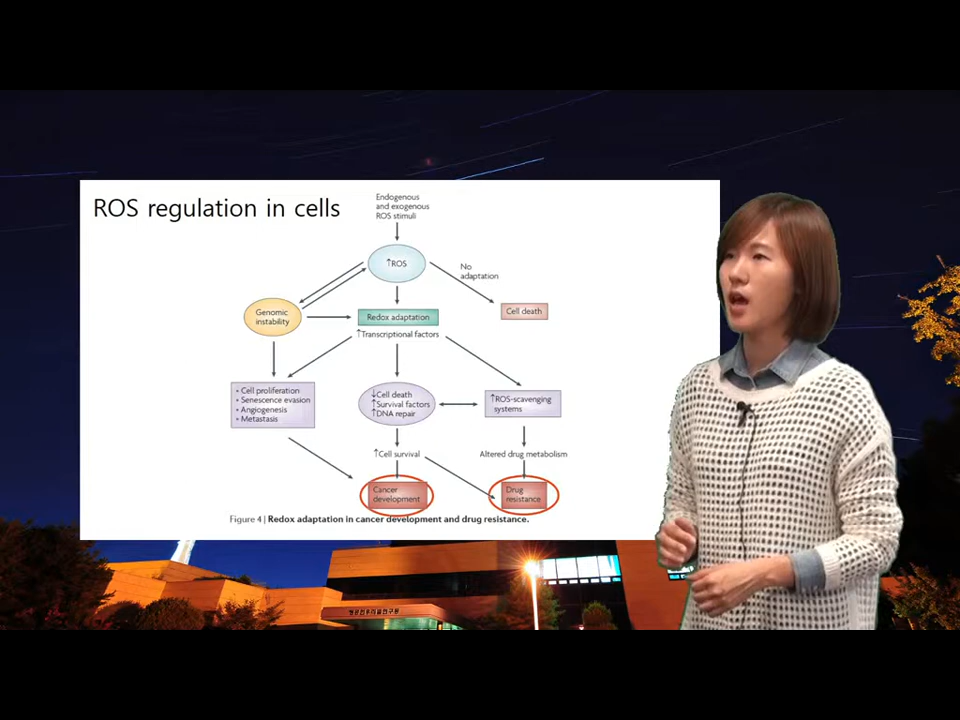 ROS regulation in cells
Endogenous
and exogenous
ROS stimuli
↑ROS
No
adaptation
Genomic
instability
Redox adaptation
Cell death
↑Transcriptional factors
• Cell proliferation
• Senescence evasion
• Angiogenesis
• Metastasis
↓Cell death
↑Survival factors
↑DNA repair
↑ROS-scavenging
systems
↑Cell survival
Altered drug metabolism
Cancer
development
Drug
resistance
Figure 4 | Redox adaptation in cancer development and drug resistance.